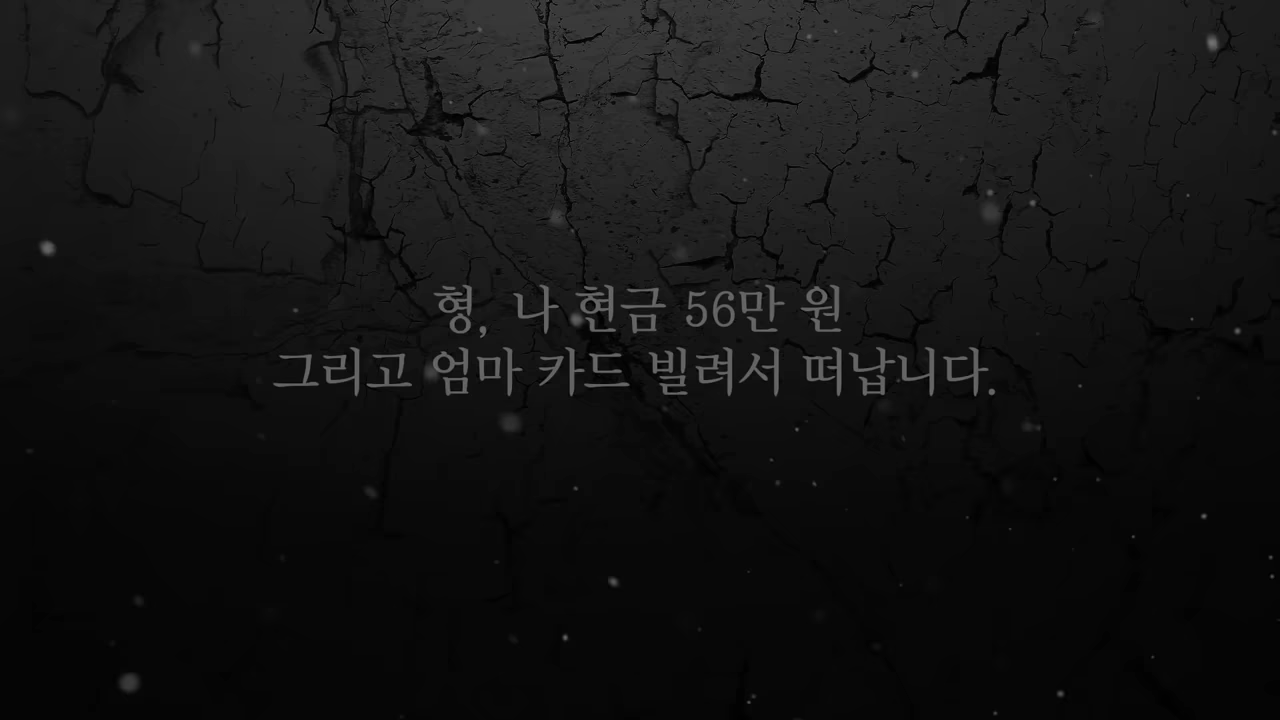 형, 나 현금 56만 원
그리고 엄마 카드 빌려서 떠납니다.